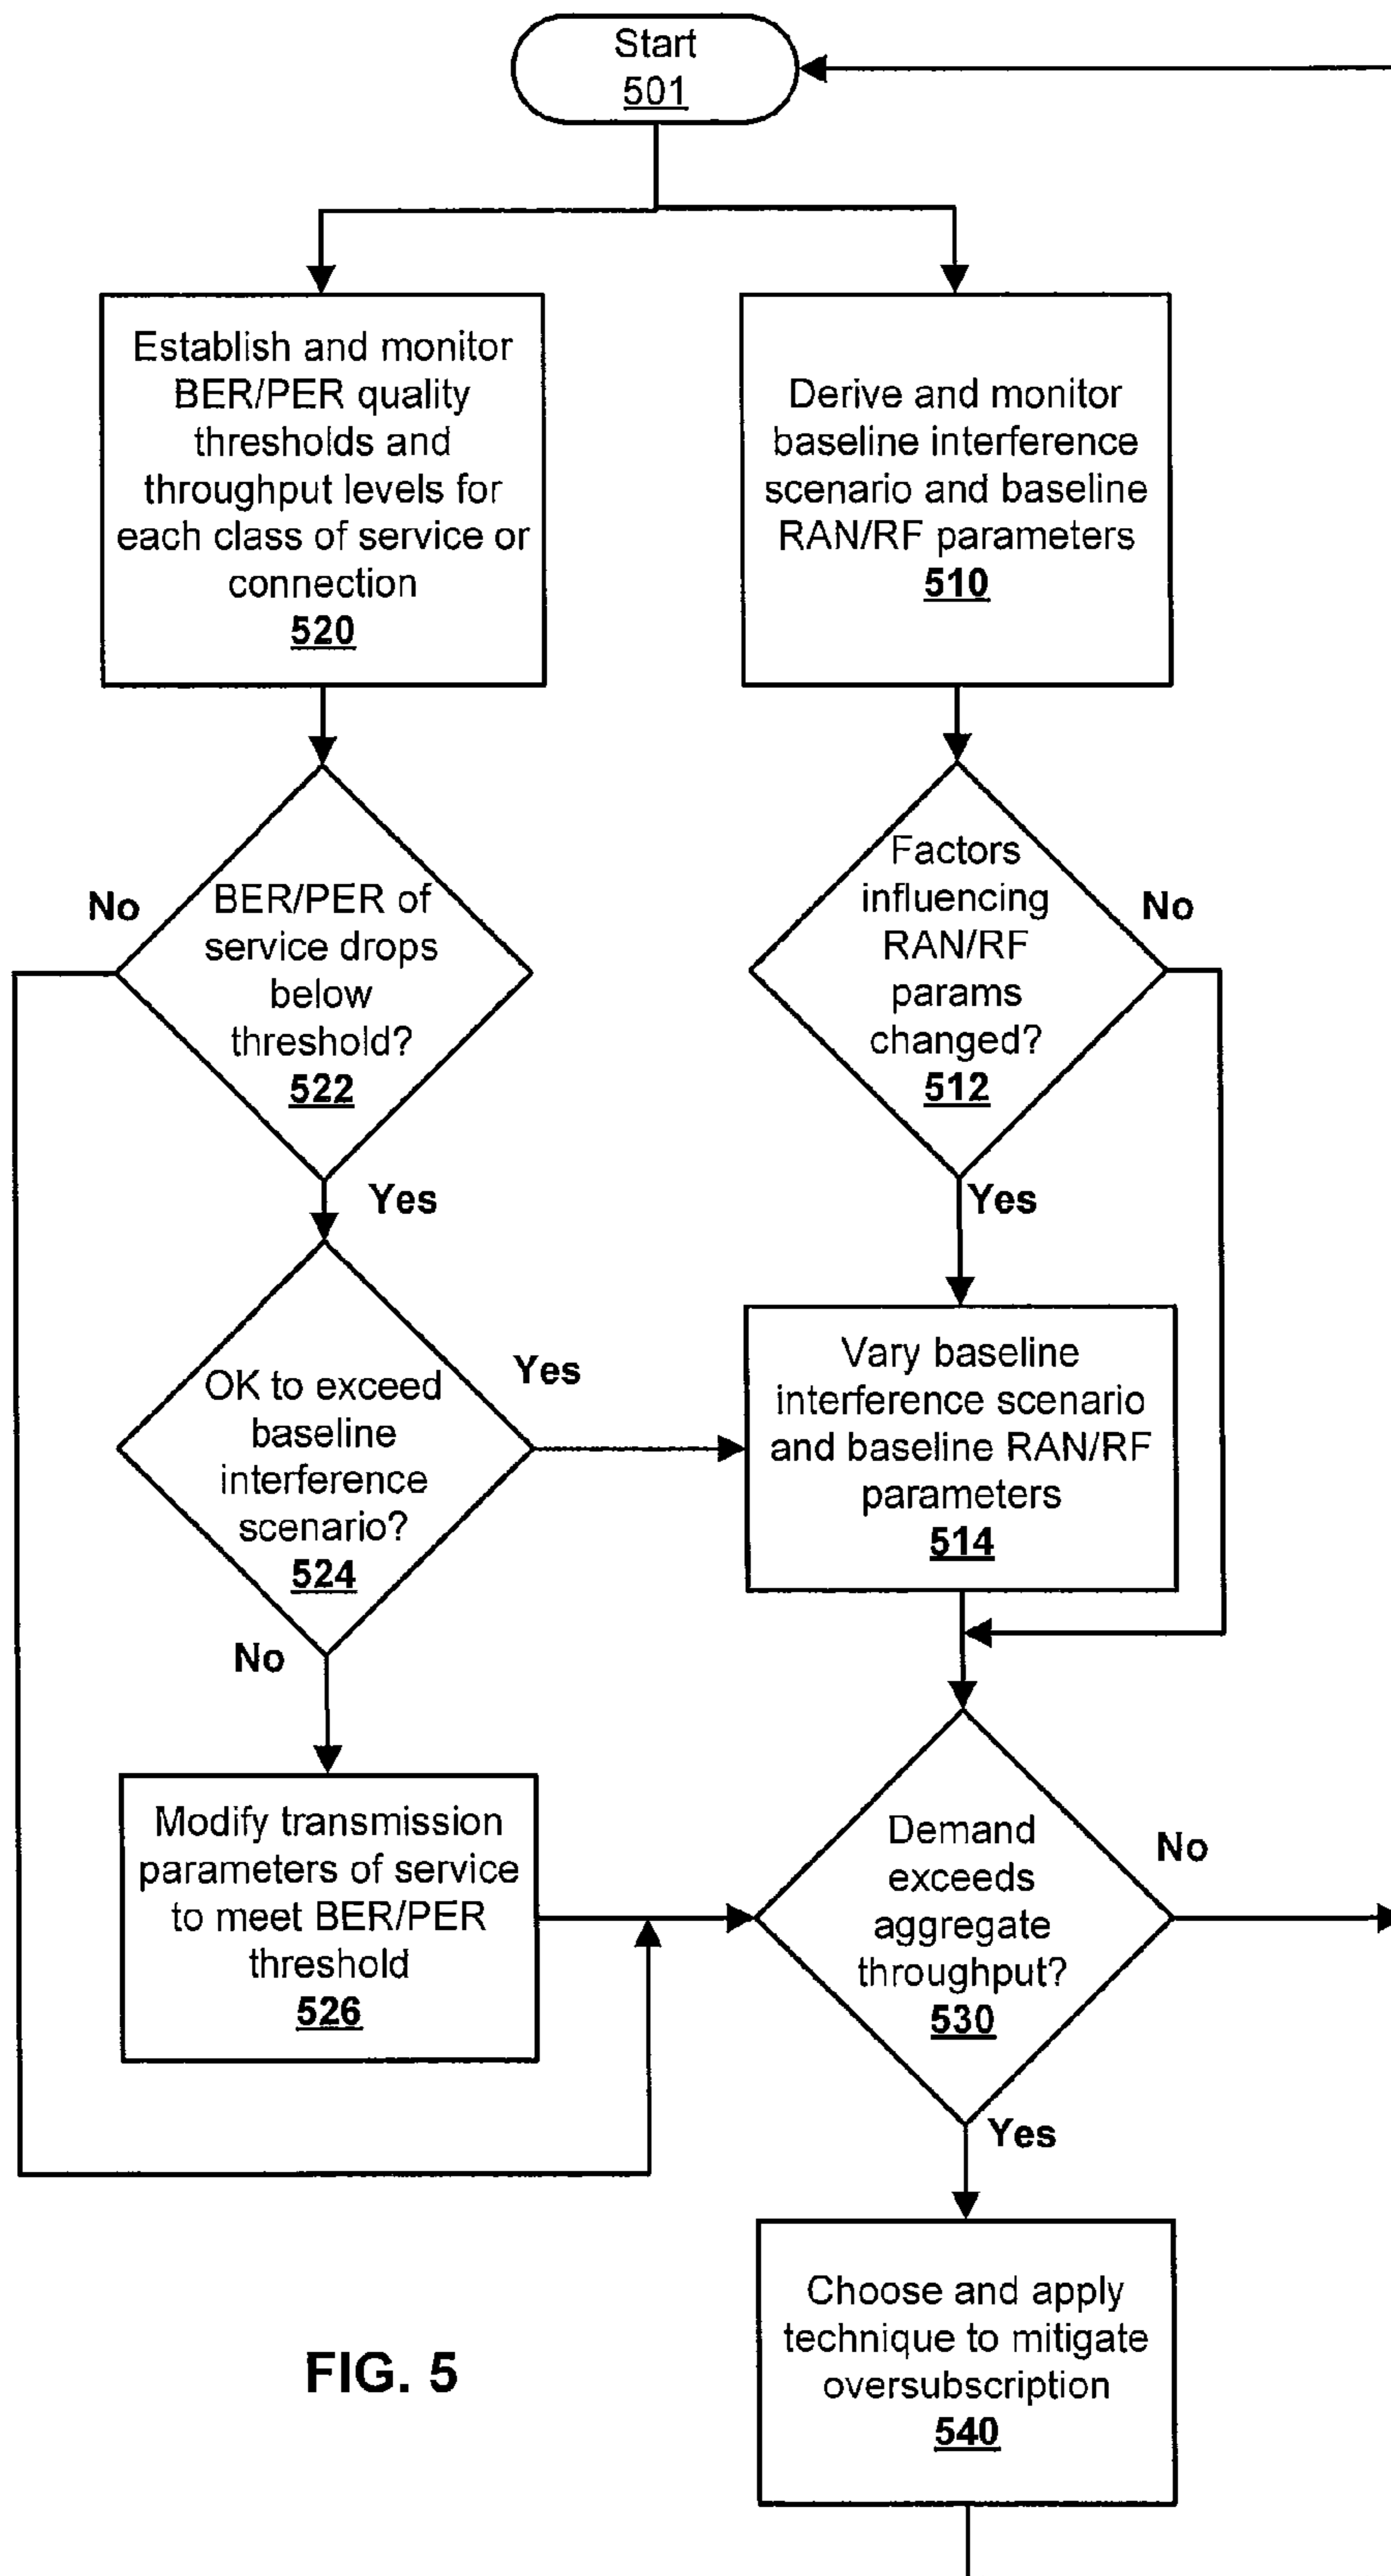 Start
501
Establish and monitor
BER/PER quality
thresholds and
throughput levels for
each class of service or
connection
520
Derive and monitor
baseline interference
scenario and baseline
RAN/RF parameters
510
No
BER/PER of
service drops
below
threshold?
522
Yes
Factors
influencing
RAN/RF
params
changed?
512
No
Yes
OK to exceed
baseline
interference
scenario?
524
Yes
No
Vary baseline
interference scenario
and baseline RAN/RF
parameters
514
Modify transmission
parameters of service
to meet BER/PER
threshold
526
Demand
exceeds
aggregate
throughput?
530
No
Yes
Choose and apply
technique to mitigate
oversubscription
540
FIG. 5